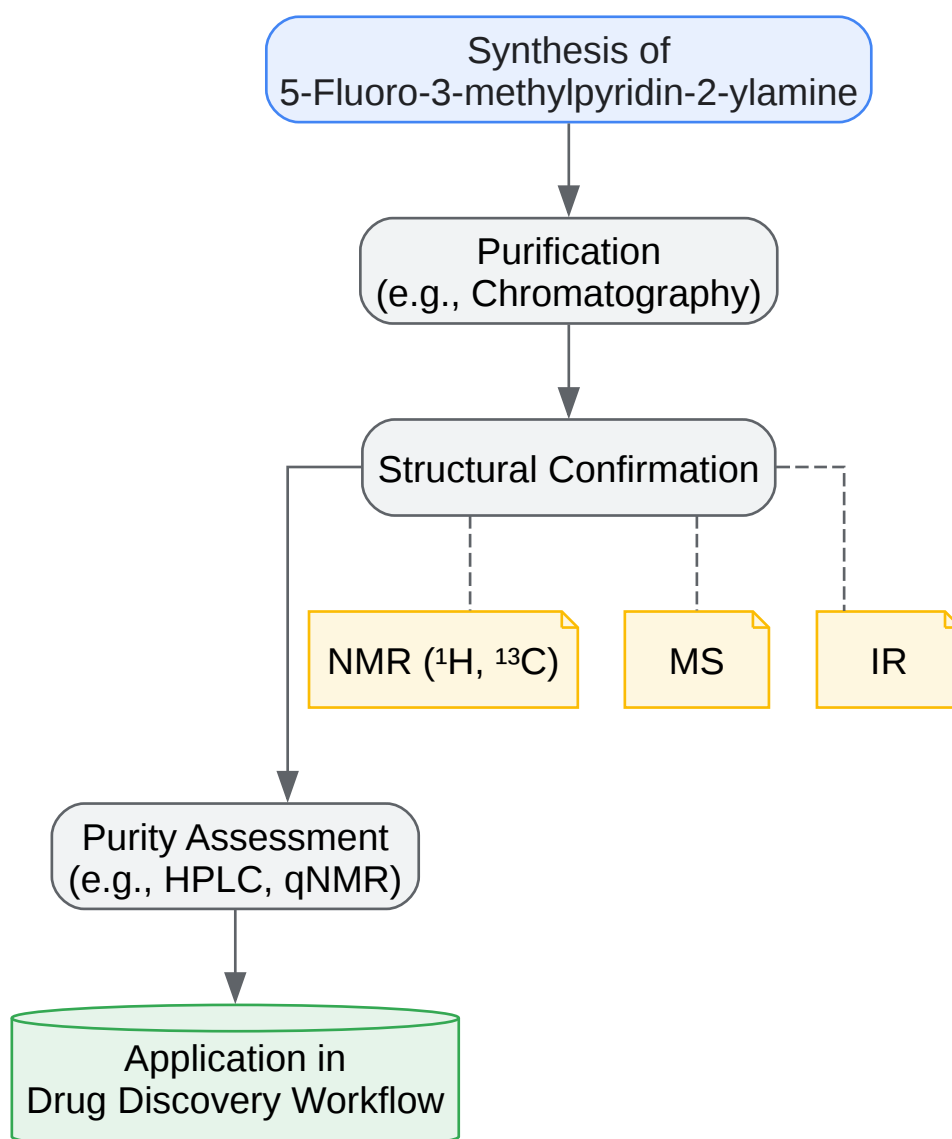 Synthesis of
5-Fluoro-3-methylpyridin-2-ylamine
Purification
(e.g., Chromatography)
Structural Confirmation
NMR (¹H, ¹³C)
MS
IR
Purity Assessment
(e.g., HPLC, qNMR)
Application in
Drug Discovery Workflow